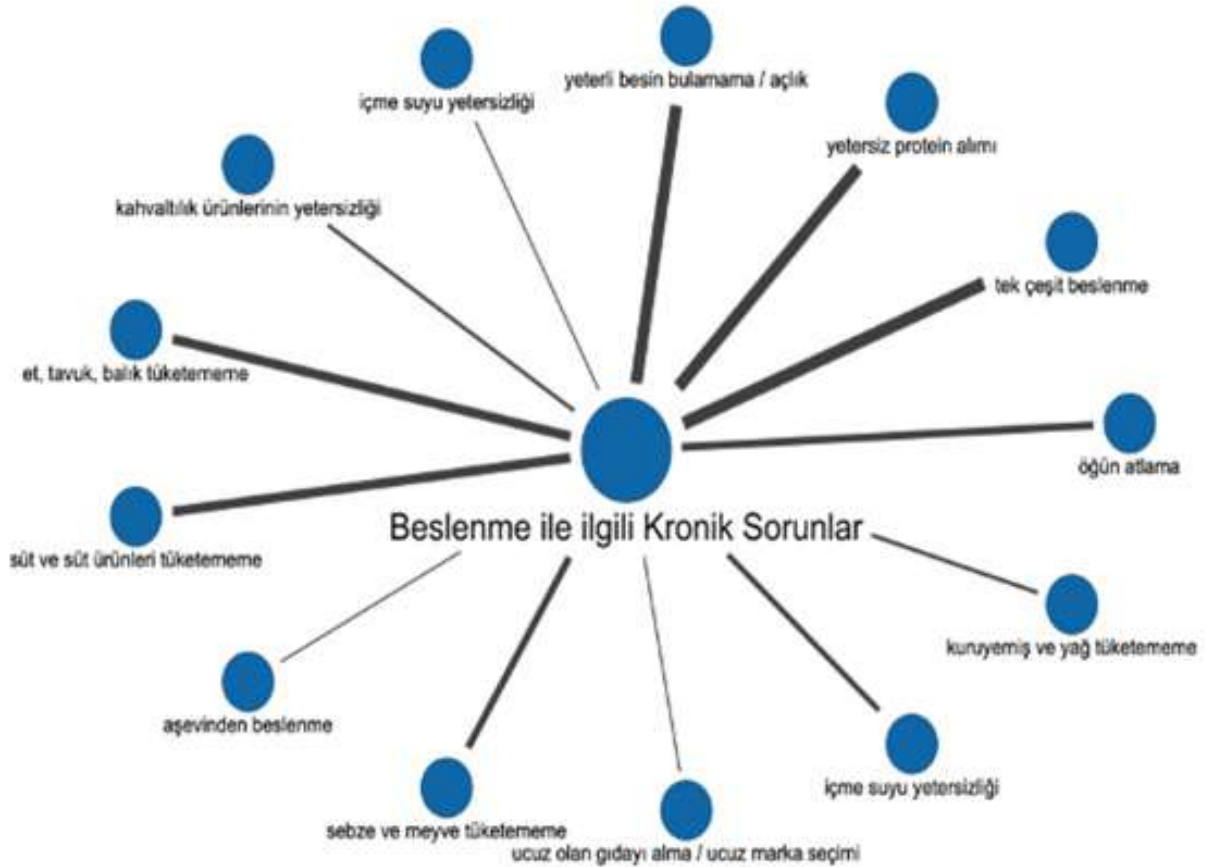 yeterli besin bulamama / açlık
içme suyu yetersizliği
yetersiz protein alımı
kahvaltılık ürünlerinin yetersizliği
tek çeşit beslenme
et, tavuk, balık tüketememe
öğün atlama
Beslenme ile ilgili Kronik Sorunlar
süt ve süt ürünleri tüketememe
kuruyemiş ve yağ tüketememe
aşevinden beslenme
içme suyu yetersizliği
sebze ve meyve tüketememe
ucuz olan gıdayı alma / ucuz marka seçimi